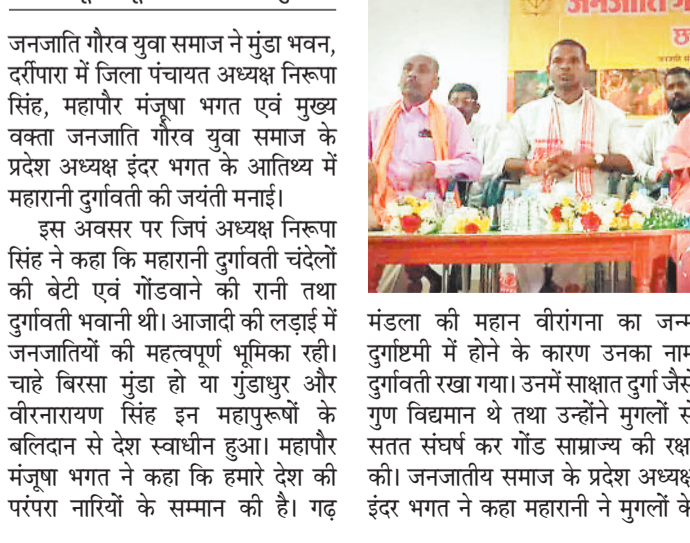 जनजाति गौरव युवा समाज ने मुंडा भवन,
दर्रीपारा में जिला पंचायत अध्यक्ष निरूपा
सिंह, महापौर मंजूषा भगत एवं मुख्य
वक्ता जनजाति गौरव युवा समाज के
प्रदेश अध्यक्ष इंदर भगत के आतिथ्य में
महारानी दुर्गावती की जयंती मनाई।
इस अवसर पर जिपं अध्यक्ष निरूपा
सिंह ने कहा कि महारानी दुर्गावती चंदेलों
की बेटी एवं गोंडवाने की रानी तथा
दुर्गावती भवानी थी। आजादी की लड़ाई में
जनजातियों की महत्वपूर्ण भूमिका रही।
चाहे बिरसा मुंडा हो या गुंडाधुर और
वीरनारायण सिंह इन महापुरूषों के
बलिदान से देश स्वाधीन हुआ। महापौर
मंजूषा भगत ने कहा कि हमारे देश की
परंपरा नारियों के सम्मान की है। गढ़
जनजाति
मंडला की महान वीरांगना का जन्म
दुर्गाष्टमी में होने के कारण उनका नाम
दुर्गावती रखा गया। उनमें साक्षात दुर्गा जैसे
गुण विद्यमान थे तथा उन्होंने मुगलों से
सतत संघर्ष कर गोंड साम्राज्य की रक्षा
की। जनजातीय समाज के प्रदेश अध्यक्ष
इंदर भगत ने कहा महारानी ने मुगलों के